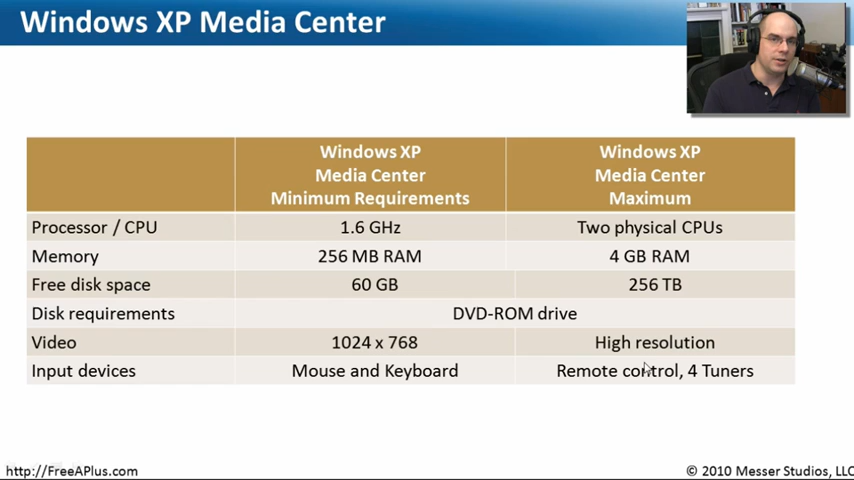 Windows XP Media Center
Windows XP
Media Center
Minimum Requirements
Windows XP
Media Center
Maximum
Processor / CPU 1.6 GHz Two physical CPUs
Memory 256 MB RAM 4 GB RAM
Free disk space 60 GB 256 TB
Disk requirements DVD-ROM drive
Video 1024 x 768 High resolution
Input devices Mouse and Keyboard Remote control, 4 Tuners
http://FreeAPlus.com © 2010 Messer Studios, LLC